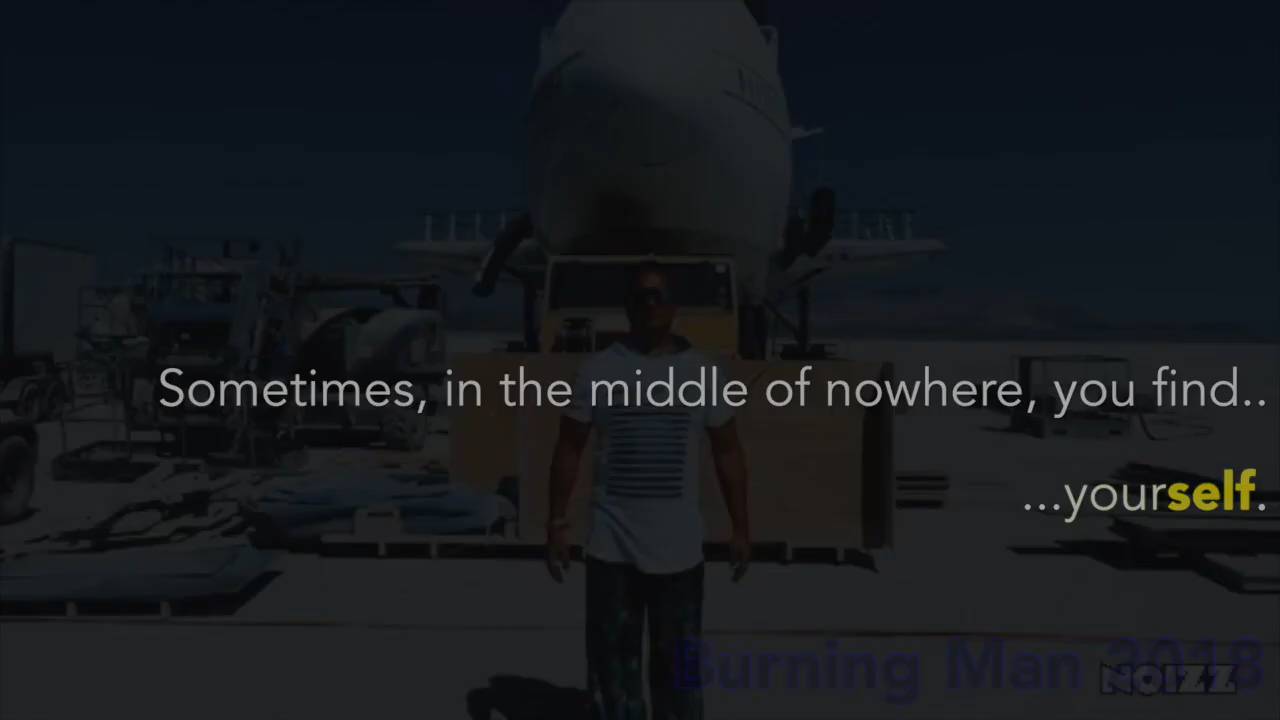 Sometimes, in the middle of nowhere, you find..
...yourself.
Burning Man 2018
NOIZZ